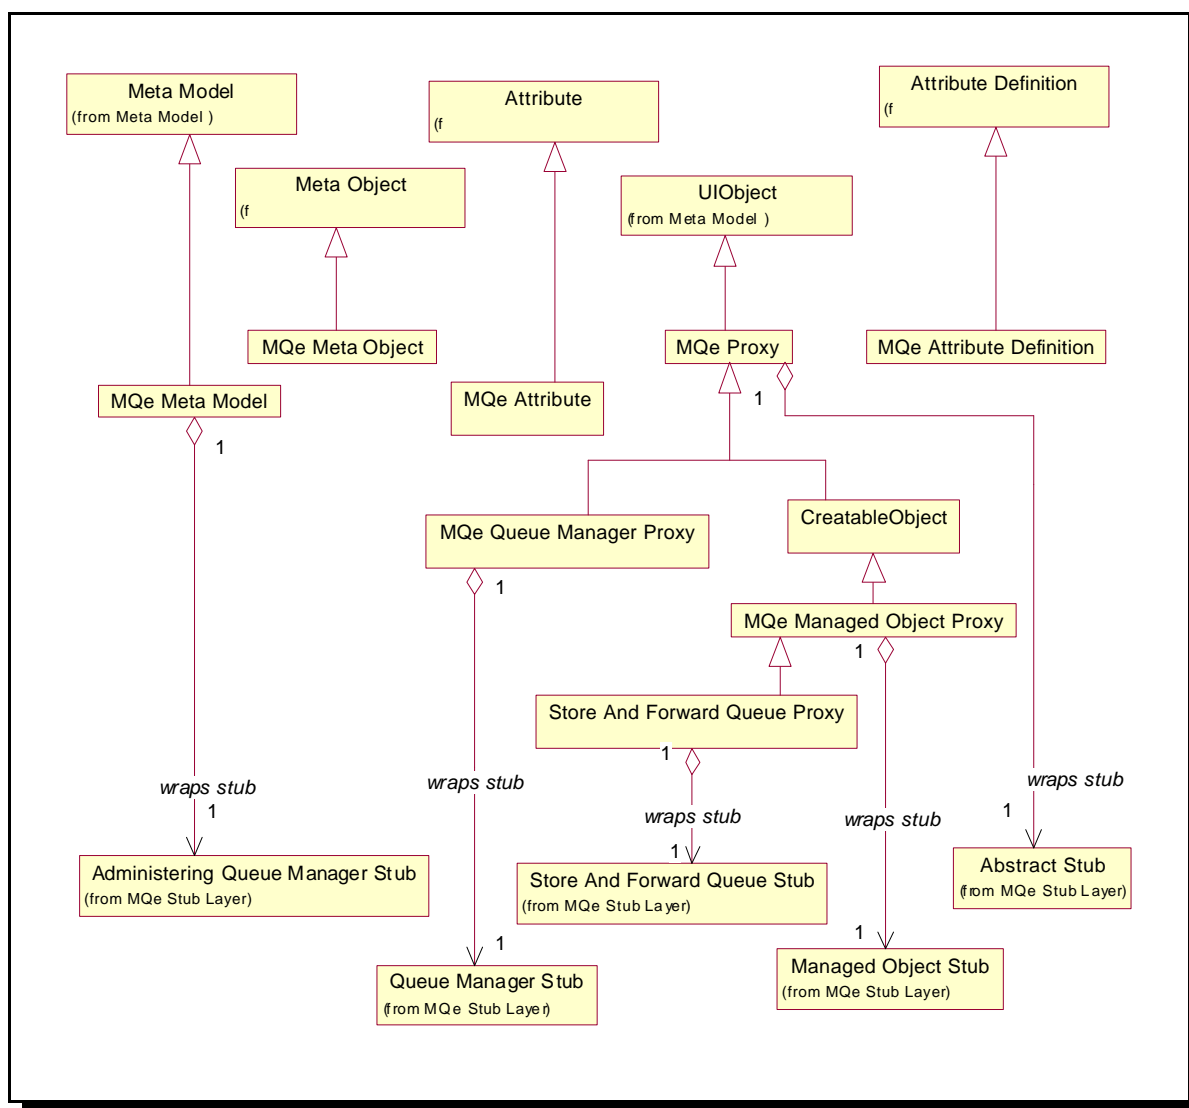 Meta Model
(from Meta Model )
Attribute
(f
Attribute Definition
(f
Meta Object
(f
UIObject
(from Meta Model )
MQe Meta Object
MQe Proxy
MQe Attribute Definition
MQe Meta Model
MQe Attribute
1
1
CreatableObject
MQe Queue Manager Proxy
1
MQe Managed Object Proxy
1
Store And Forward Queue Proxy
1
wraps stub
1
wraps stub
wraps stub
1
wraps stub
1
wraps stub
Administering Queue Manager Stub
(from MQe Stub Layer)
Store And Forward Queue Stub
(from MQe Stub Layer)
Abstract Stub
(from MQe Stub Layer)
1
1
Queue Manager Stub
(from MQe Stub Layer)
Managed Object Stub
(from MQe Stub Layer)